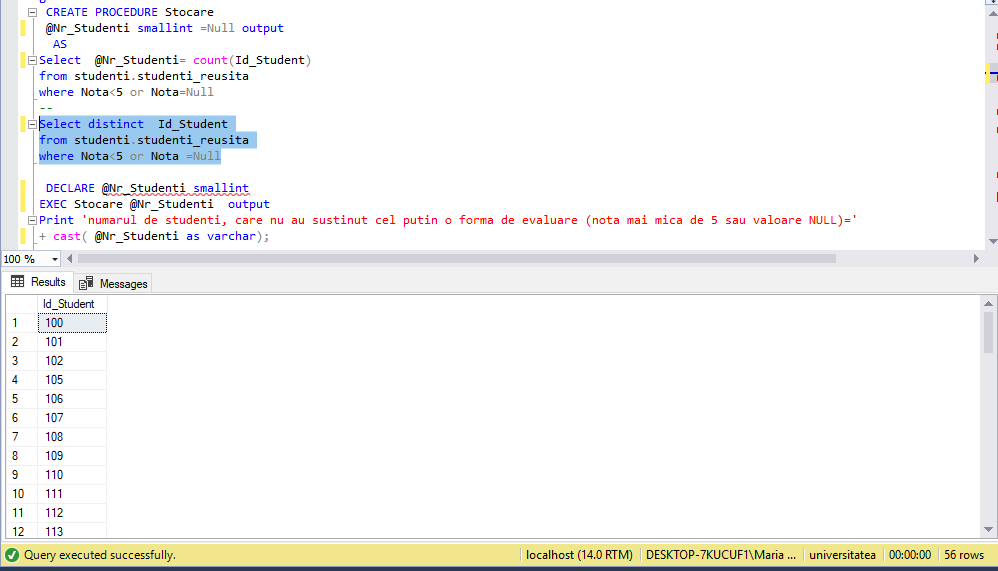 CREATE PROCEDURE Stocare
@Nr_Studenti smallint =Null output
AS
Select  @Nr_Studenti= count(Id_Student)
from studenti.studenti_reusita
where Nota<5 or Nota=Null
--
Select distinct  Id_Student
from studenti.studenti_reusita
where Nota<5 or Nota =Null
DECLARE @Nr_Studenti smallint
EXEC Stocare @Nr_Studenti  output
Print 'numarul de studenti, care nu au sustinut cel putin o forma de evaluare (nota mai mica de 5 sau valoare NULL)='
+ cast( @Nr_Studenti as varchar);
100 %
Results Messages
Id_Student
1 100
2 101
3 102
4 105
5 106
6 107
7 108
8 109
9 110
10 111
11 112
12 113
Query executed successfully. localhost (14.0 RTM) DESKTOP-7KUCUF1\Maria ... universitatea 00:00:00 56 rows